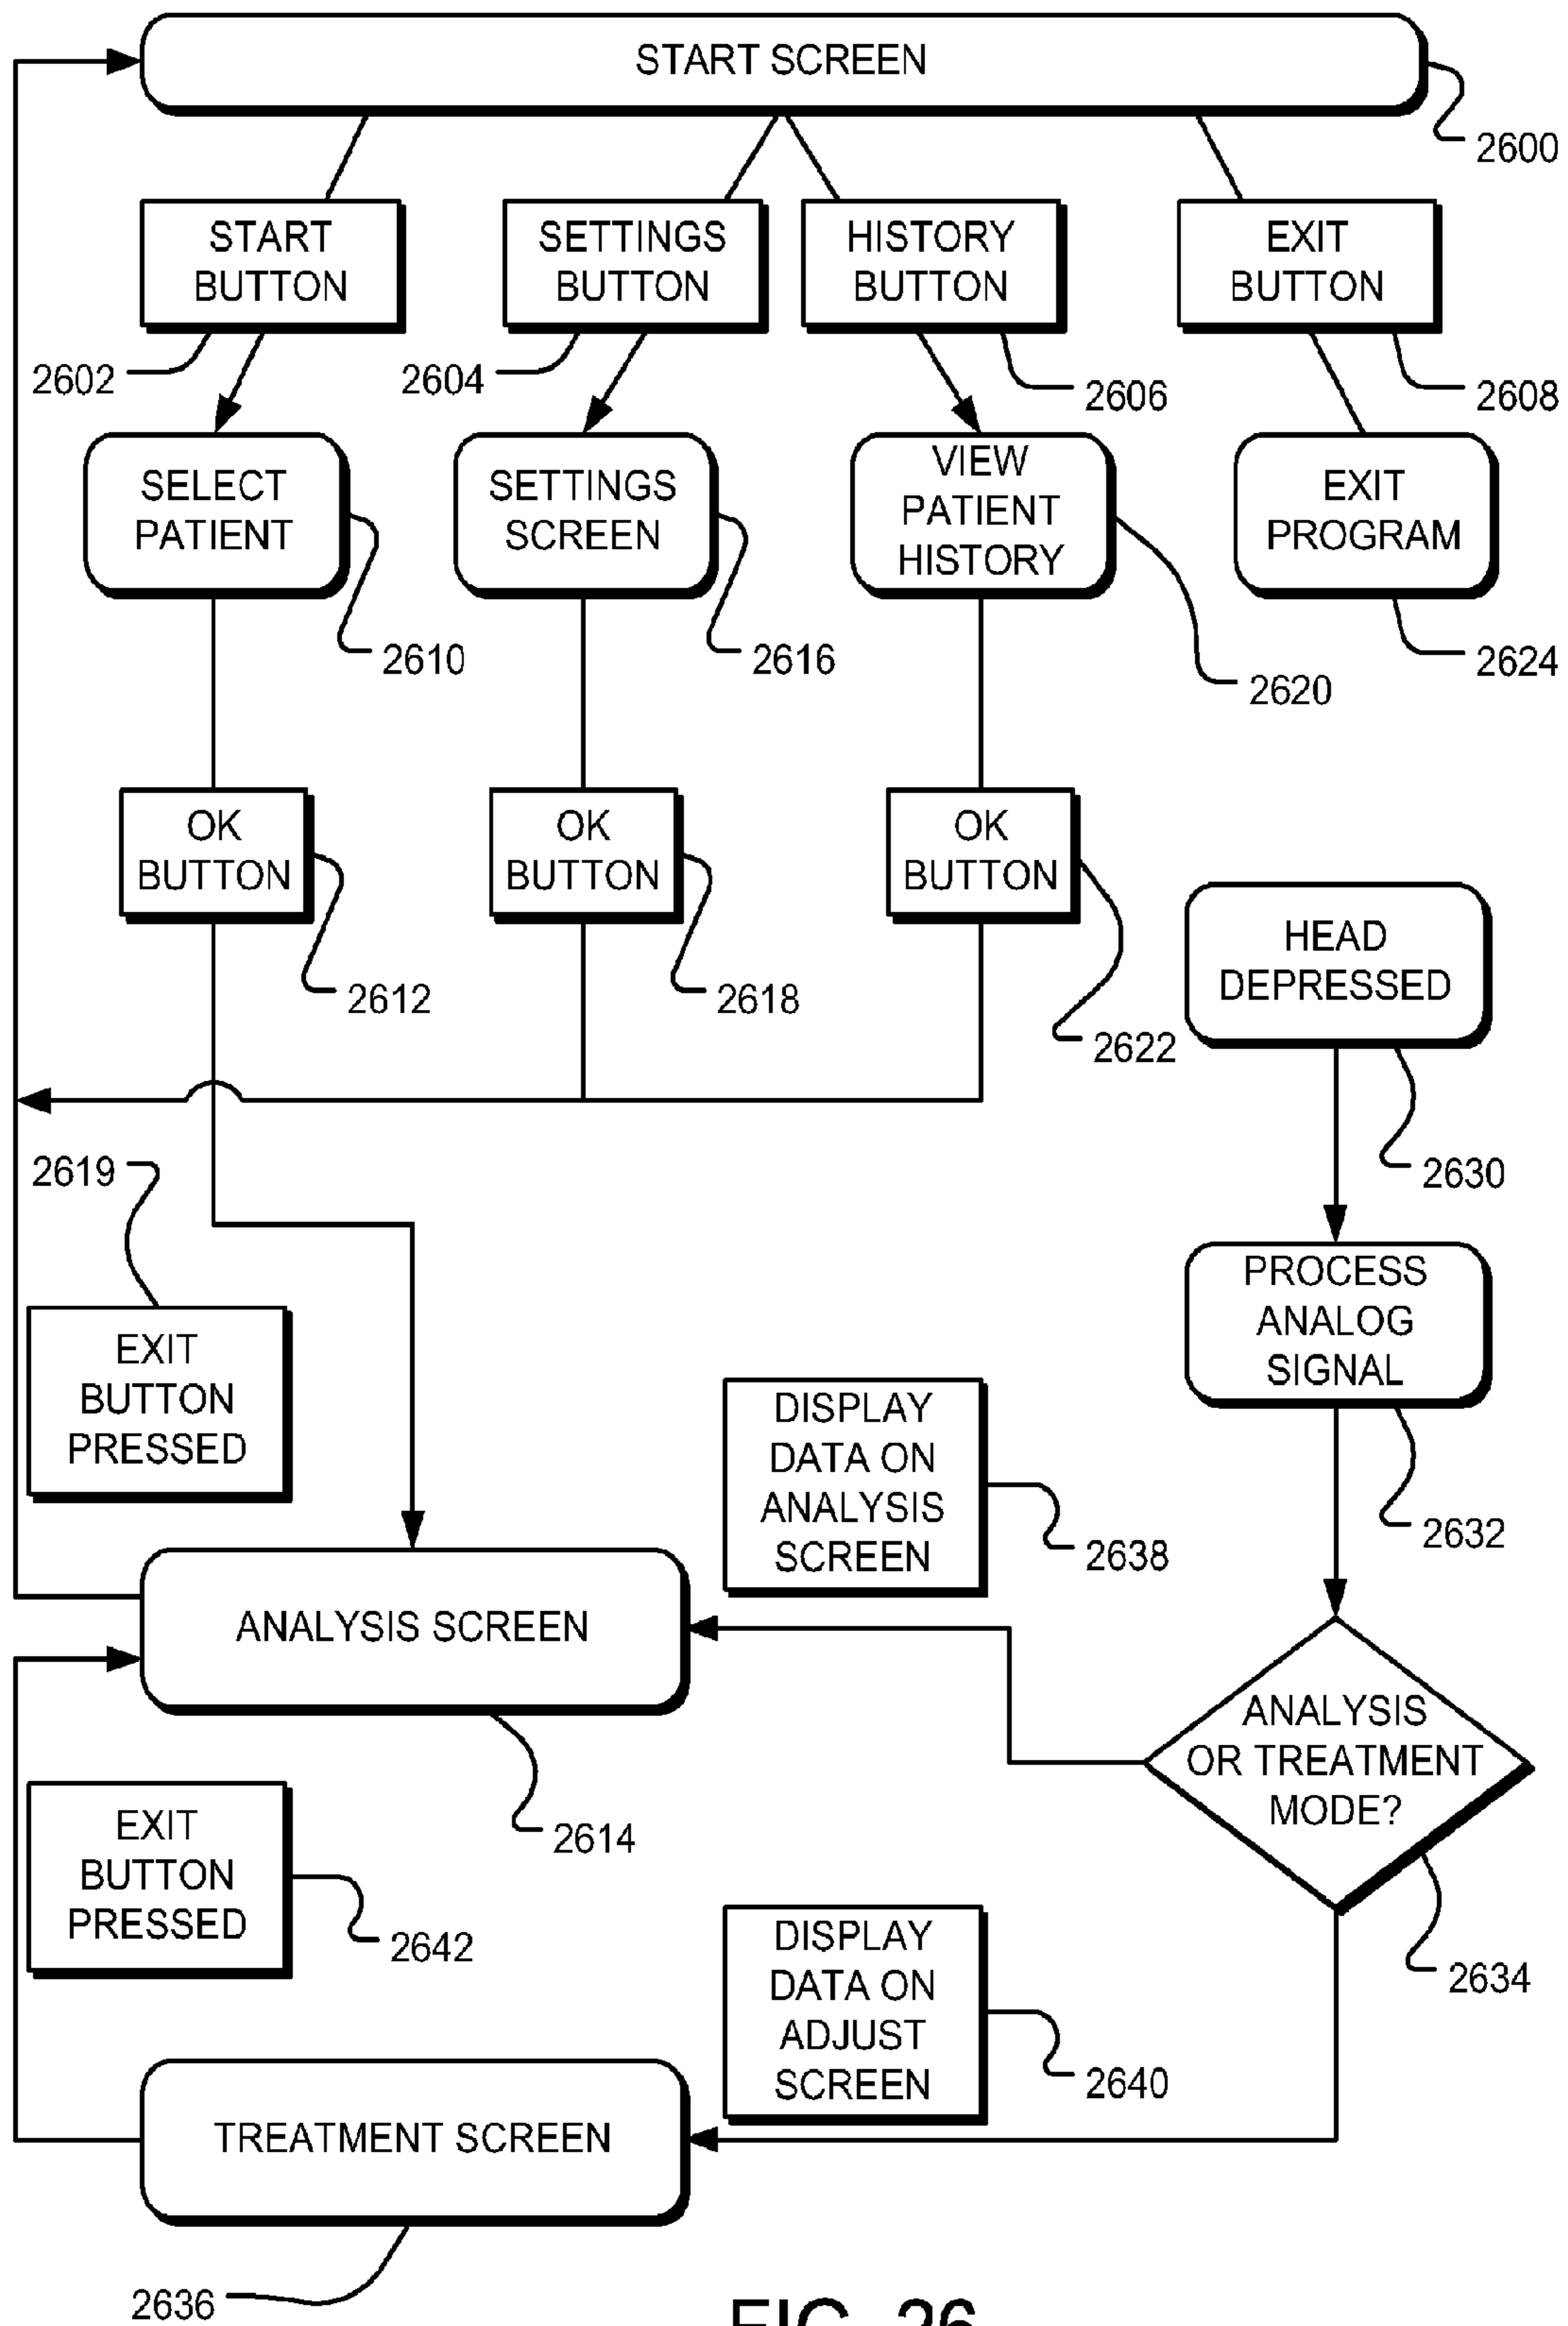 START SCREEN
2600
START
BUTTON
2602
SETTINGS
BUTTON
2604
HISTORY
BUTTON
2606
EXIT
BUTTON
2608
SELECT
PATIENT
2610
SETTINGS
SCREEN
2616
VIEW
PATIENT
HISTORY
2620
EXIT
PROGRAM
2624
OK
BUTTON
2612
OK
BUTTON
2618
OK
BUTTON
2622
HEAD
DEPRESSED
2630
2619
EXIT
BUTTON
PRESSED
PROCESS
ANALOG
SIGNAL
2632
DISPLAY
DATA ON
ANALYSIS
SCREEN
2638
ANALYSIS SCREEN
2614
ANALYSIS
OR TREATMENT
MODE?
2634
EXIT
BUTTON
PRESSED
2642
DISPLAY
DATA ON
ADJUST
SCREEN
2640
TREATMENT SCREEN
2636
FIG. 26